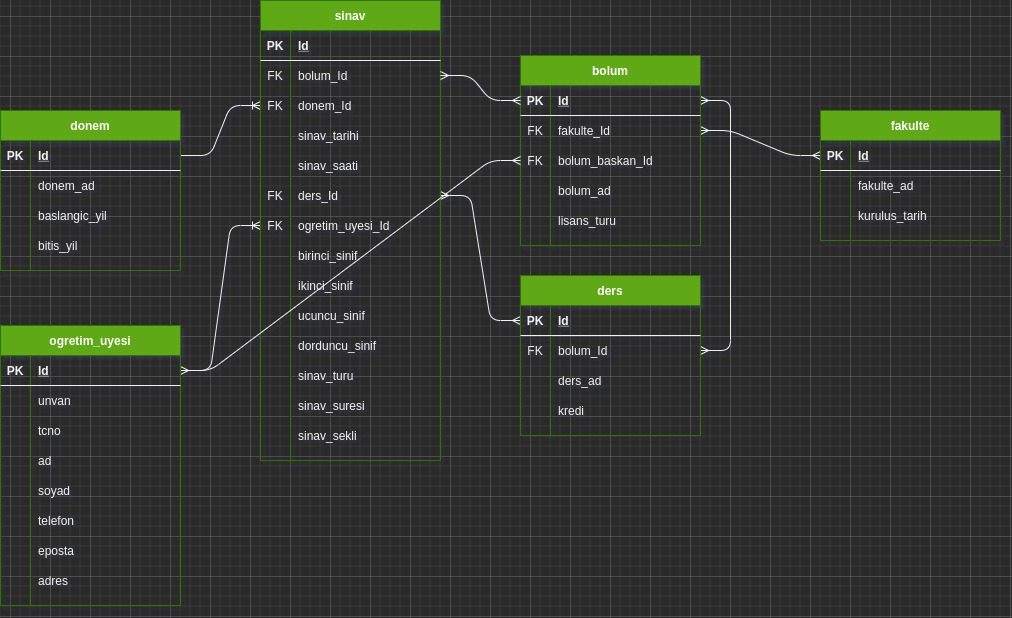 sinav
PK Id
FK bolum_Id
FK donem_Id
sinav_tarihi
sinav_saati
FK ders_Id
FK ogretim_uyesi_Id
birinci_sinif
ikinci_sinif
ucuncu_sinif
dorduncu_sinif
sinav_turu
sinav_suresi
sinav_sekli
donem
PK Id
donem_ad
baslangic_yil
bitis_yil
ogretim_uyesi
PK Id
unvan
tcno
ad
soyad
telefon
eposta
adres
bolum
PK Id
FK fakulte_Id
FK bolum_baskan_Id
bolum_ad
lisans_turu
ders
PK Id
FK bolum_Id
ders_ad
kredi
fakulte
PK Id
fakulte_ad
kurulus_tarih